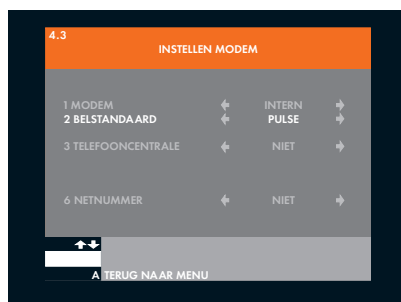 4.3
INSTELLEN MODEM
1 MODEM INTERN
2 BELSTANDAARD PULSE
3 TELEFOONCENTRALE NIET
6 NETNUMMER NIET
A TERUG NAAR MENU